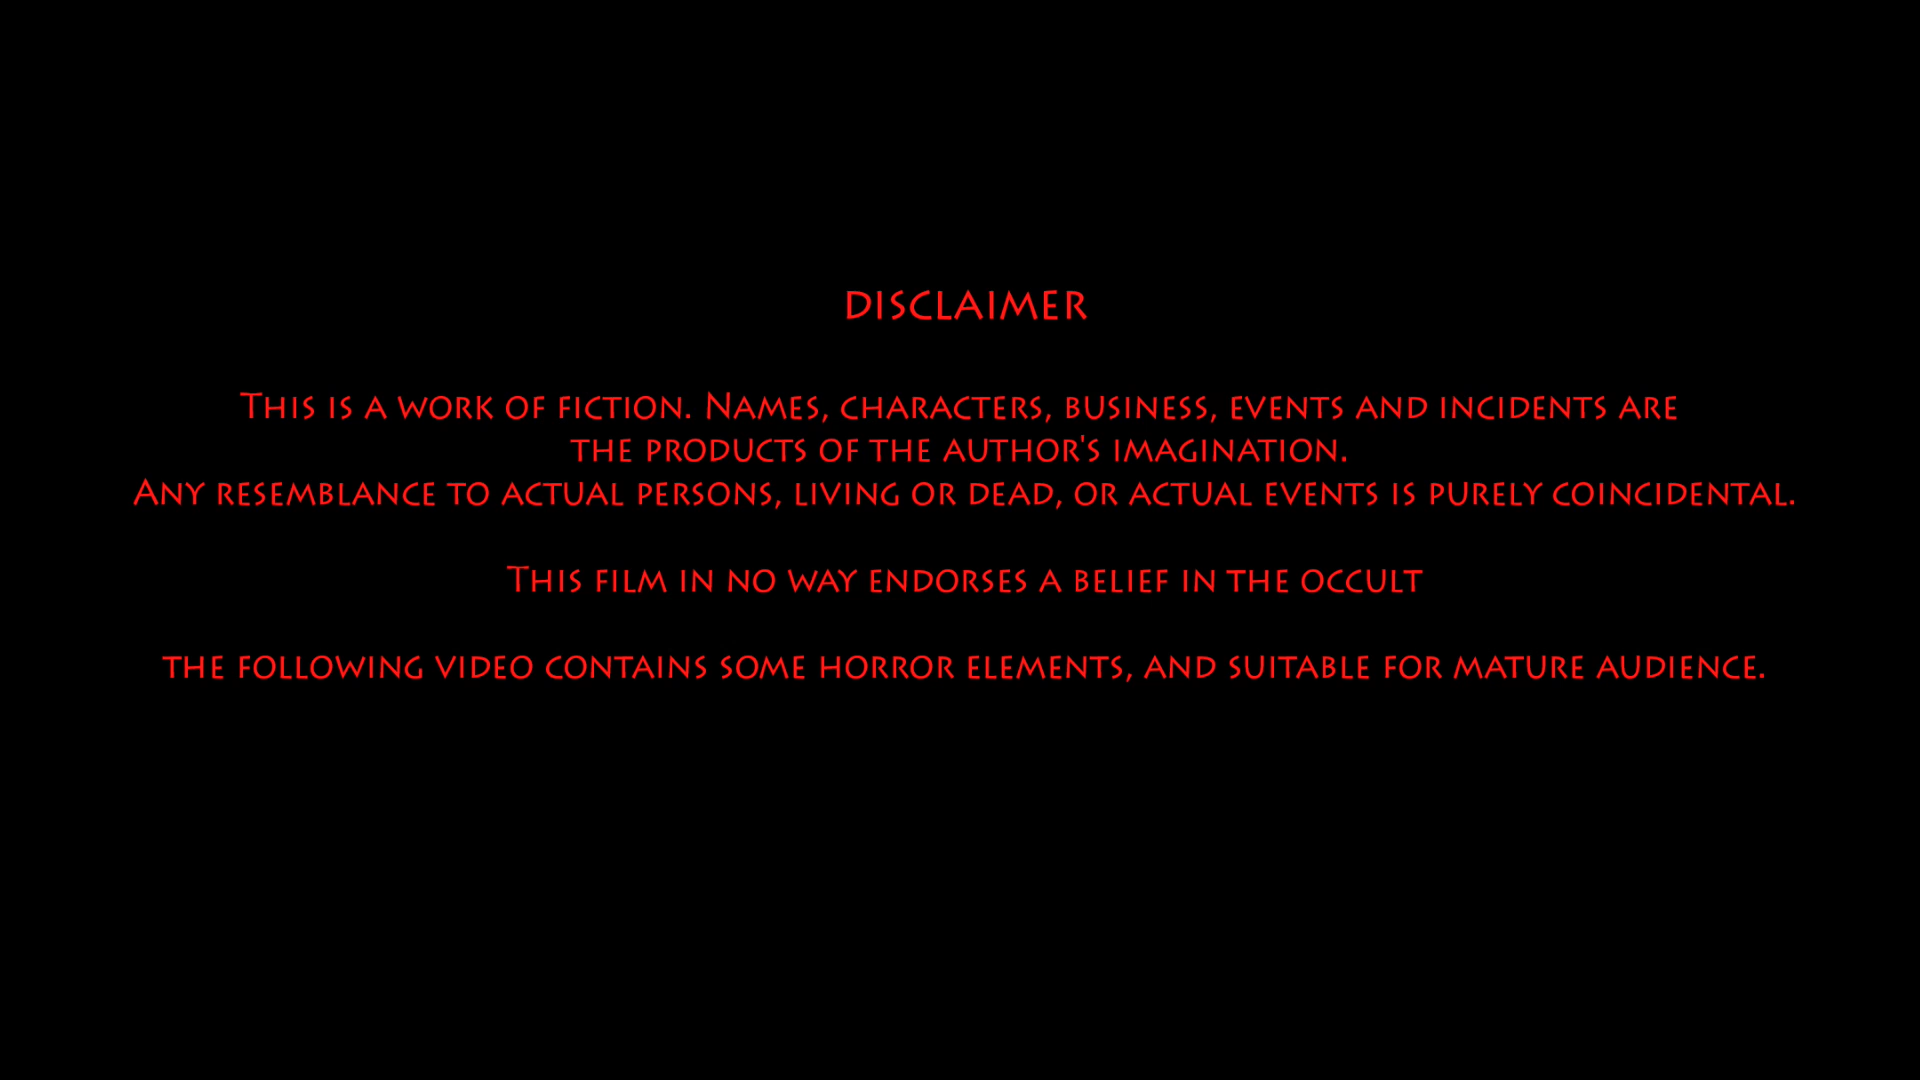 DISCLAIMER
THIS IS A WORK OF FICTION. NAMES, CHARACTERS, BUSINESS, EVENTS AND INCIDENTS ARE
THE PRODUCTS OF THE AUTHOR'S IMAGINATION.
ANY RESEMBLANCE TO ACTUAL PERSONS, LIVING OR DEAD, OR ACTUAL EVENTS IS PURELY COINCIDENTAL.
THIS FILM IN NO WAY ENDORSES A BELIEF IN THE OCCULT
THE FOLLOWING VIDEO CONTAINS SOME HORROR ELEMENTS, AND SUITABLE FOR MATURE AUDIENCE.